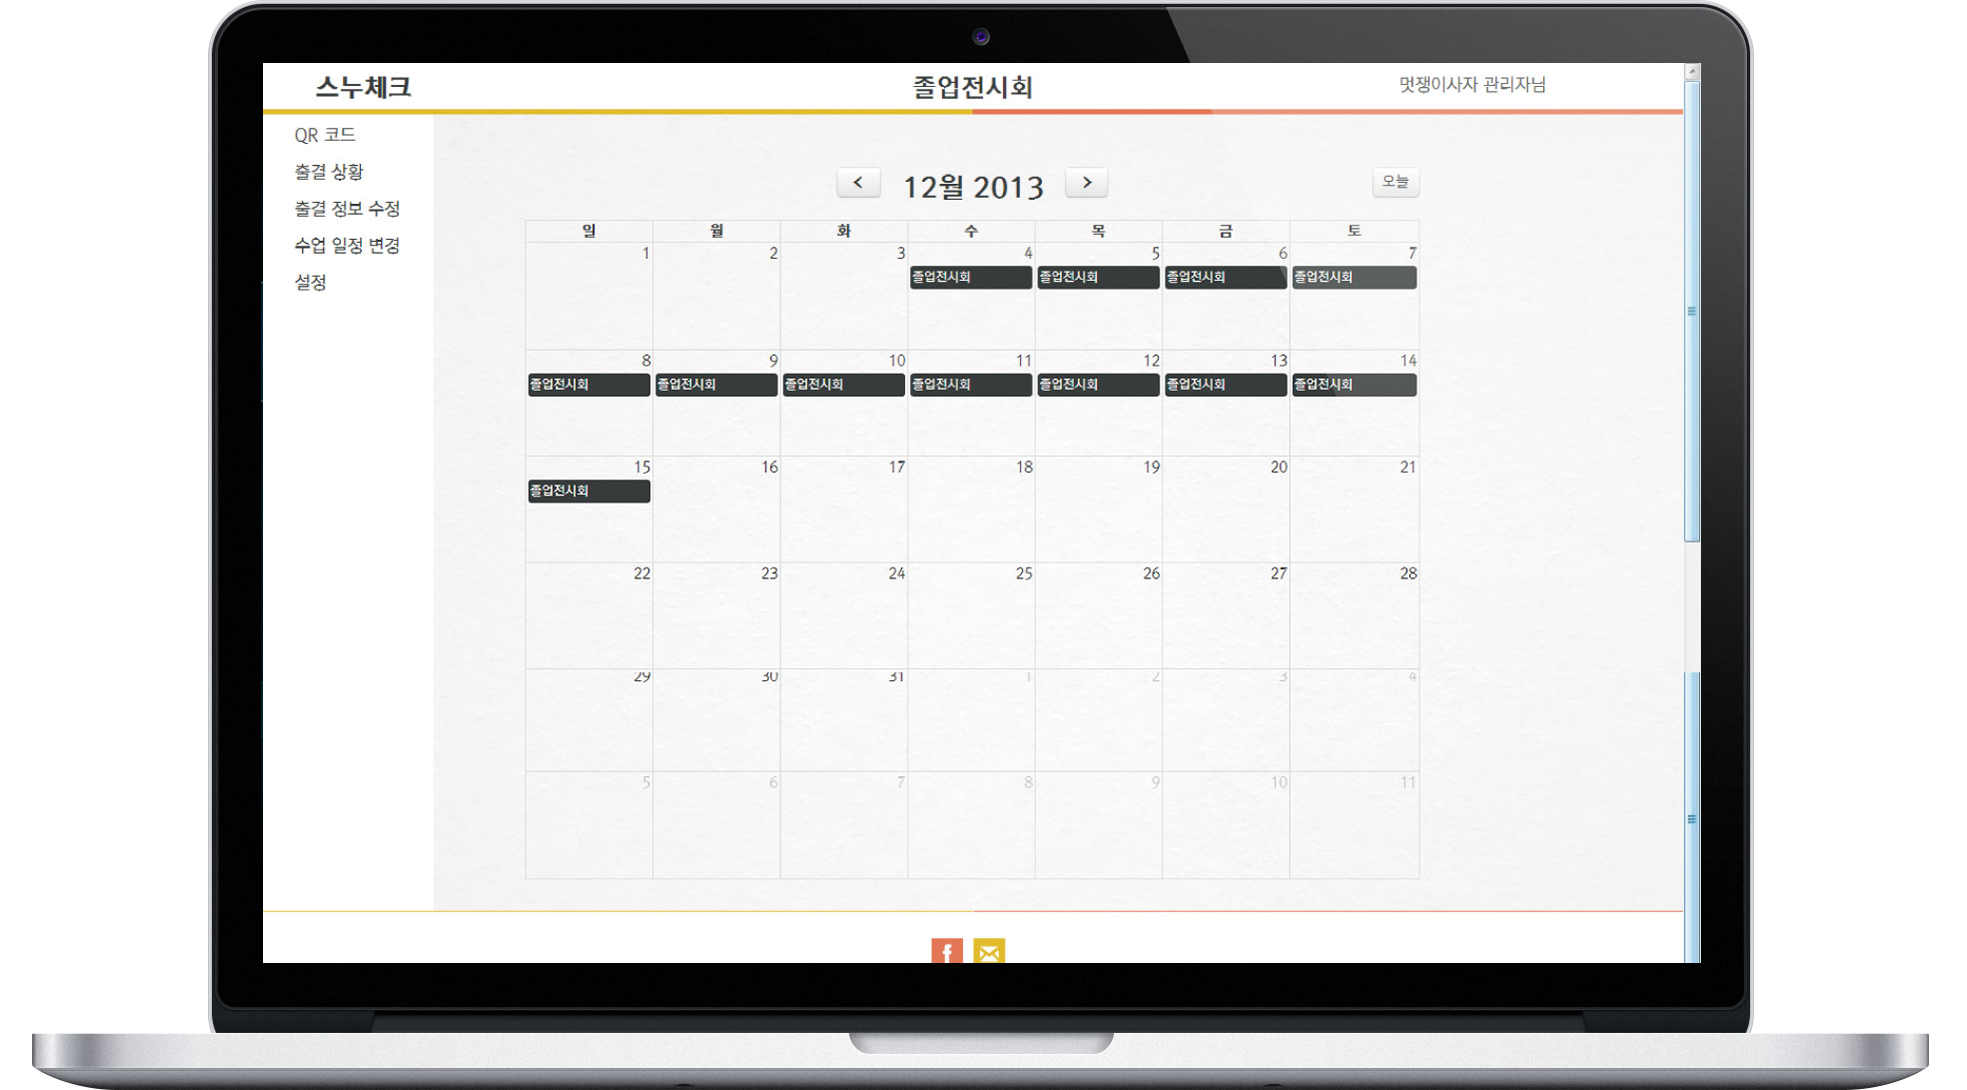 스누체크
졸업전시회
멋쟁이사자 관리자님
QR 코드
출결 상황
출결 정보 수정
수업 일정 변경
설정
< 12월 2013 > 오늘
일 월 화 수 목 금 토
1 2 3 4 5 6 7
졸업전시회 졸업전시회 졸업전시회 졸업전시회
8 9 10 11 12 13 14
졸업전시회 졸업전시회 졸업전시회 졸업전시회 졸업전시회 졸업전시회 졸업전시회
15 16 17 18 19 20 21
졸업전시회
22 23 24 25 26 27 28
29 30 31 1 2 3 4
5 6 7 8 9 10 11
f